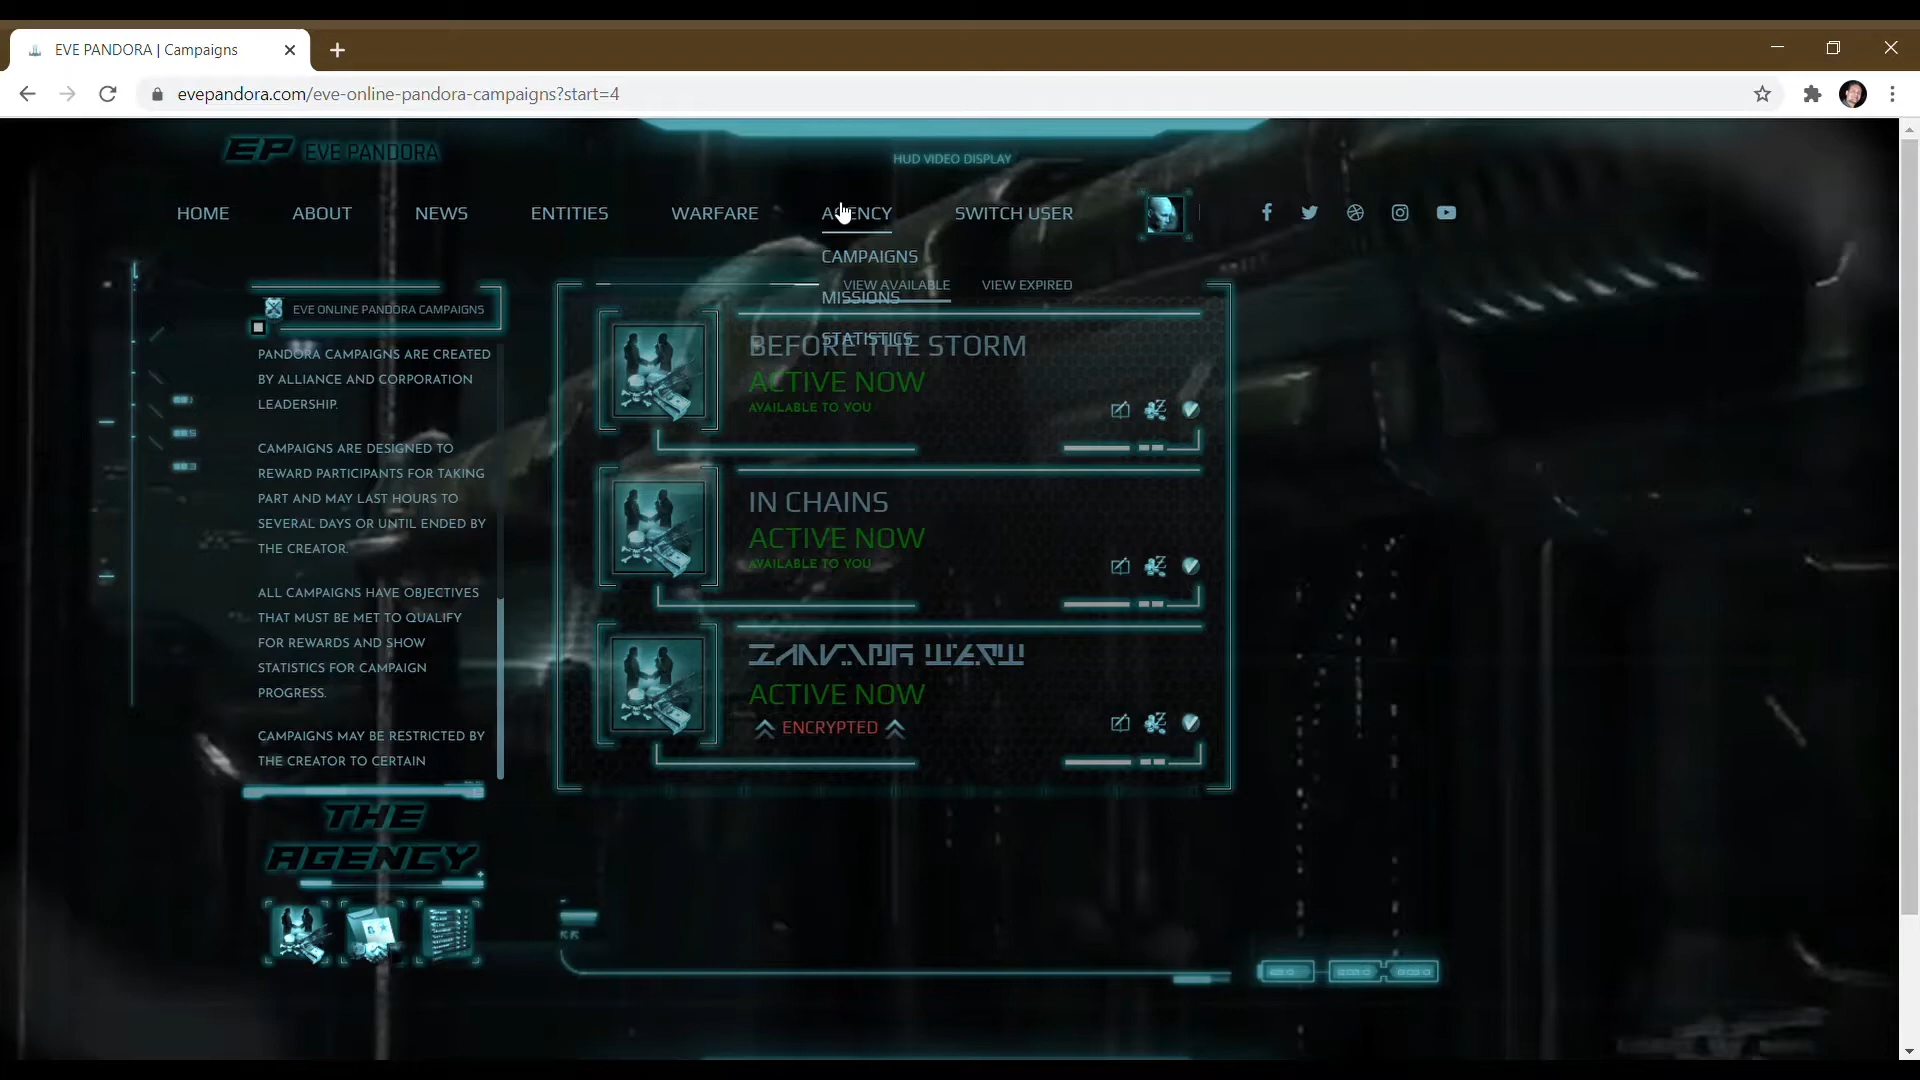 EVE PANDORA | Campaigns
evepandora.com/eve-online-pandora-campaigns?start=4
EP EVE PANDORA
HUD VIDEO DISPLAY
HOME ABOUT NEWS ENTITIES WARFARE AGENCY SWITCH USER
CAMPAIGNS
MISSIONS
STATISTICS
VIEW AVAILABLE VIEW EXPIRED
EVE ONLINE PANDORA CAMPAIGNS
PANDORA CAMPAIGNS ARE CREATED
BY ALLIANCE AND CORPORATION
LEADERSHIP.
CAMPAIGNS ARE DESIGNED TO
REWARD PARTICIPANTS FOR TAKING
PART AND MAY LAST HOURS TO
SEVERAL DAYS OR UNTIL ENDED BY
THE CREATOR.
ALL CAMPAIGNS HAVE OBJECTIVES
THAT MUST BE MET TO QUALIFY
FOR REWARDS AND SHOW
STATISTICS FOR CAMPAIGN
PROGRESS.
CAMPAIGNS MAY BE RESTRICTED BY
THE CREATOR TO CERTAIN
THE
AGENCY
BEFORE THE STORM
ACTIVE NOW
AVAILABLE TO YOU
IN CHAINS
ACTIVE NOW
AVAILABLE TO YOU
ACTIVE NOW
ENCRYPTED